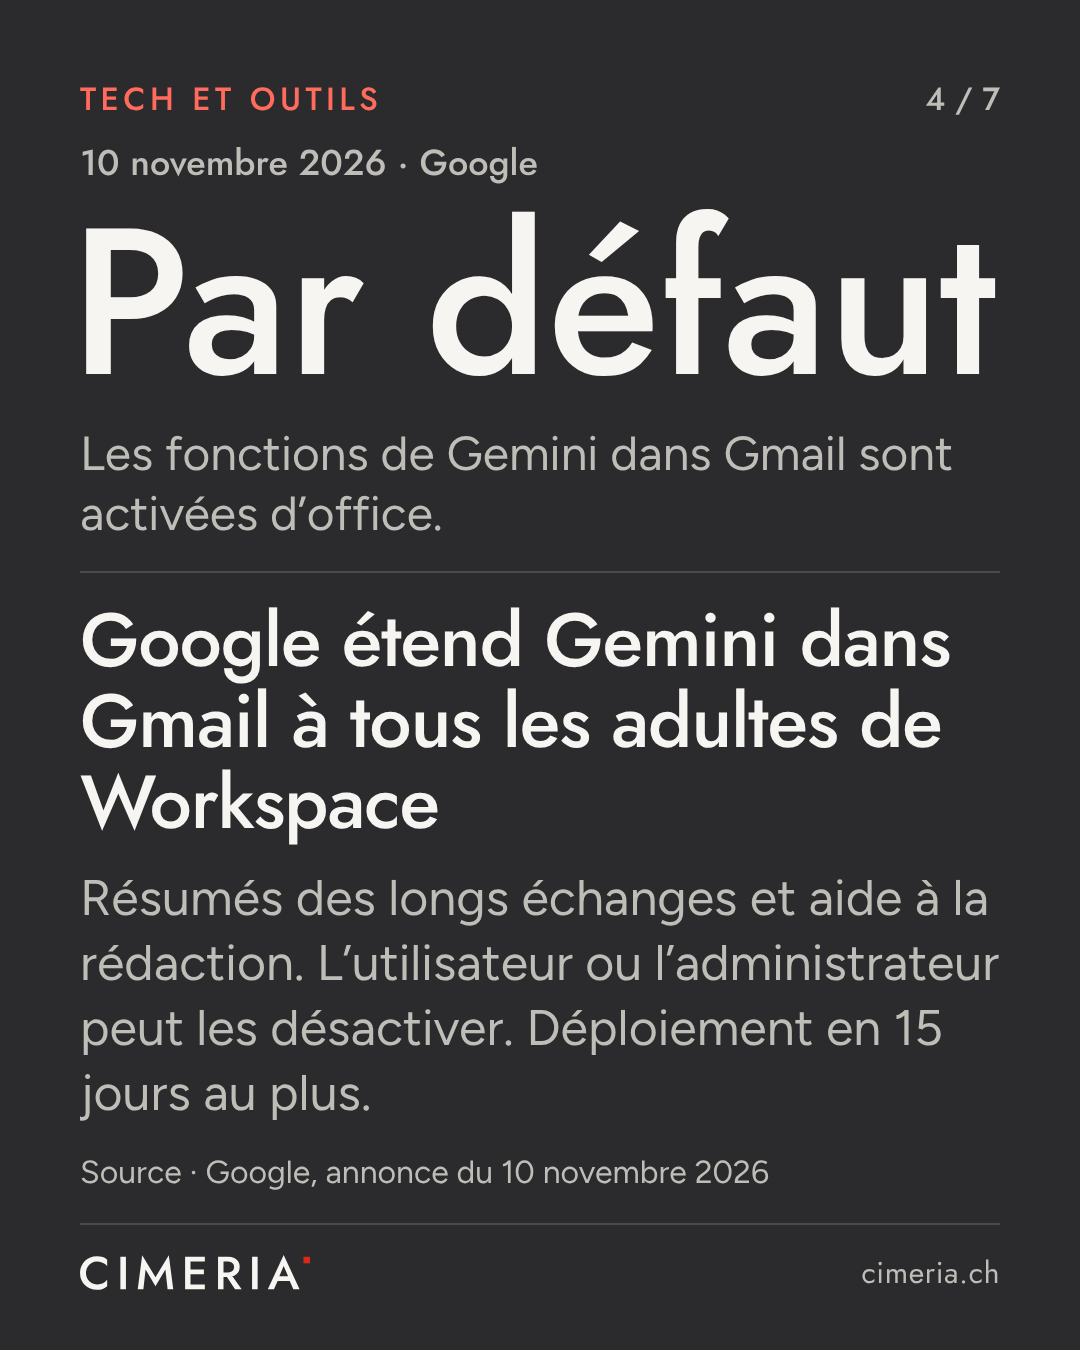 TECH ET OUTILS
4 / 7
10 novembre 2026 · Google
Par défaut
Les fonctions de Gemini dans Gmail sont
activées d’office.
Google étend Gemini dans
Gmail à tous les adultes de
Workspace
Résumés des longs échanges et aide à la
rédaction. L’utilisateur ou l’administrateur
peut les désactiver. Déploiement en 15
jours au plus.
Source · Google, annonce du 10 novembre 2026
CIMERIA
cimeria.ch